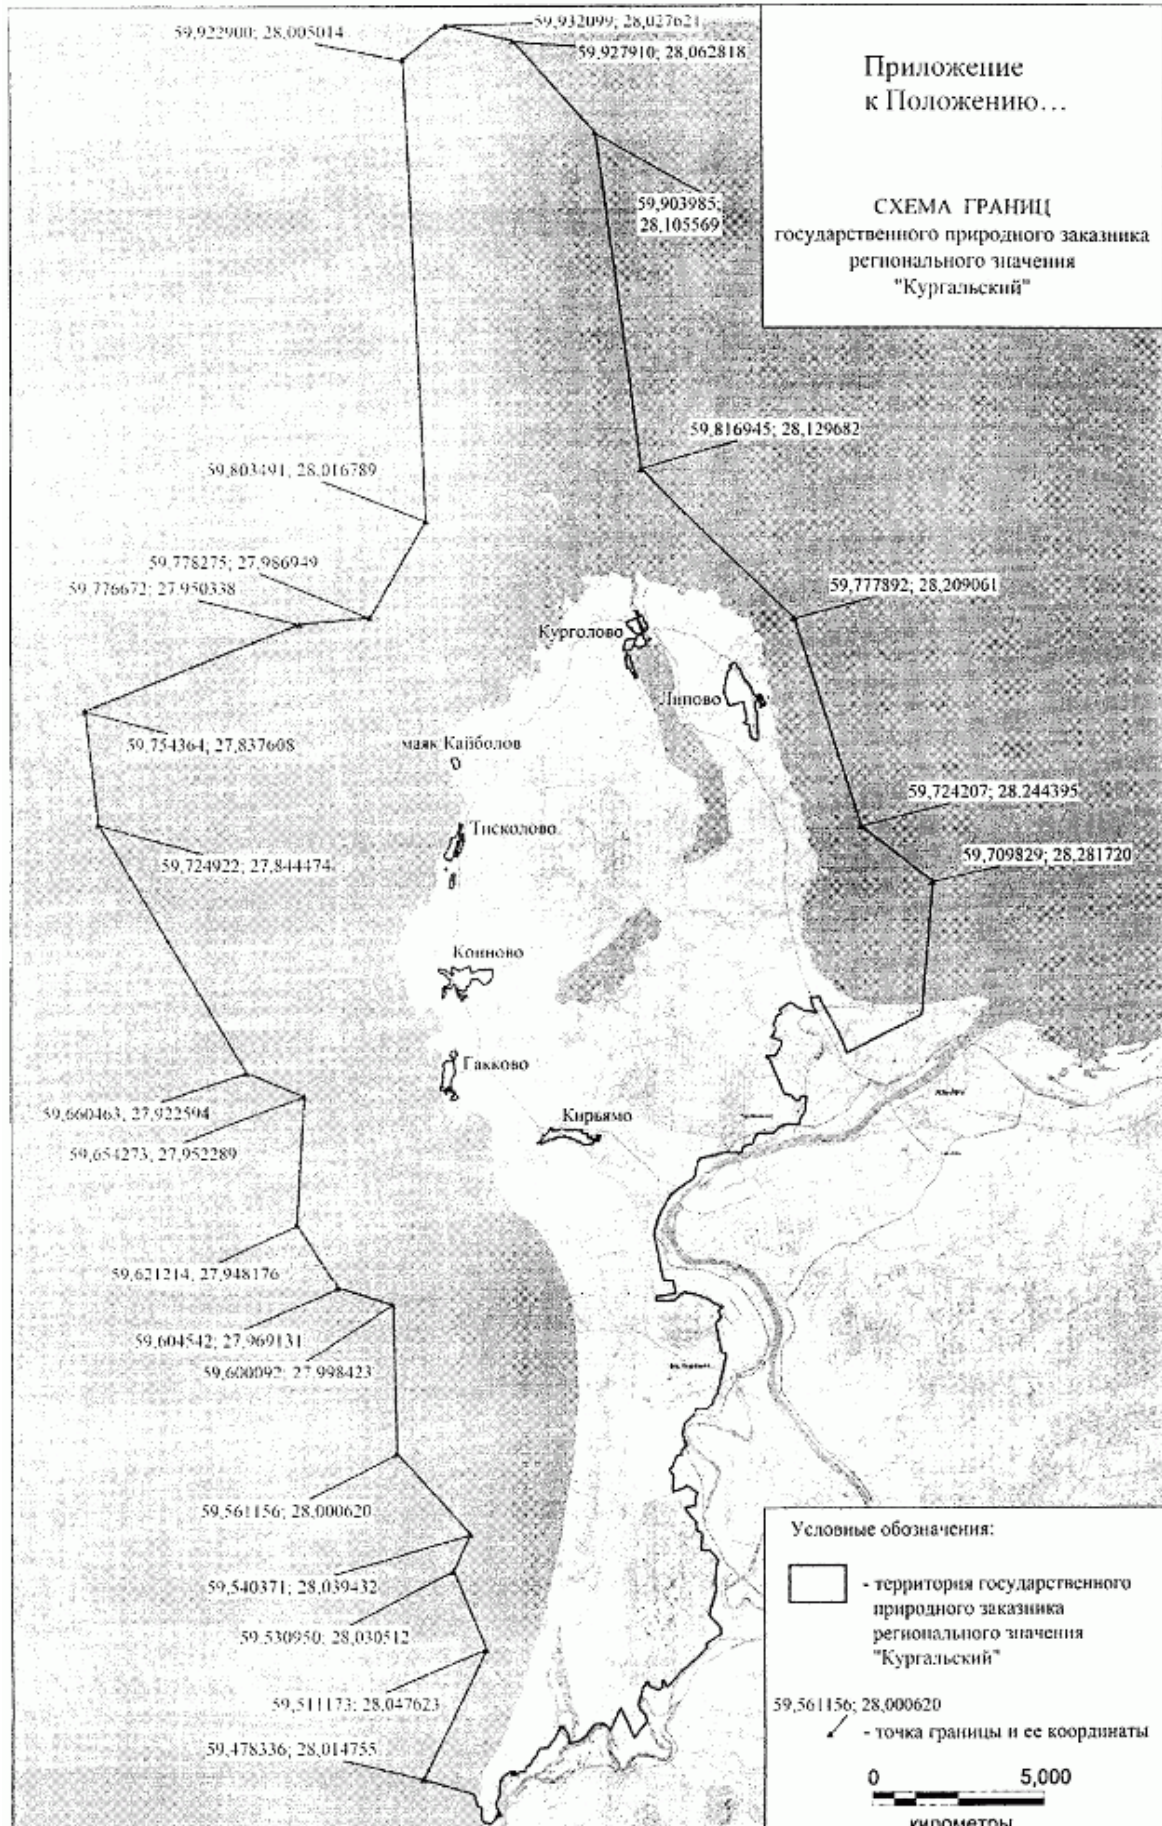 59,932099; 28,027621
59,922900; 28,005014
59,927910; 28,062818
Приложение
к Положению…
59,903985;
28,105569
СХЕМА ГРАНИЦ
государственного природного заказника
регионального значения
"Кургальский"
59,816945; 28,129682
59,803491, 28,016789
59,778275; 27,986949
59,776672; 27,950338
59,777892; 28,209061
Курголово
Липово
59,754364; 27,837608
маяк Кайболов
59,724207; 28,244395
Тисколово
59,709829; 28,281720
59,724922; 27,844474
Конново
Гакково
59,660463, 27,922594
Кирьямо
59,654273, 27,952289
59,621214, 27,948176
59,604542; 27,969131
59,600092; 27,998423
59,561156; 28,000620
Условные обозначения:
- территория государственного
природного заказника
регионального значения
"Кургальский"
59,540371; 28,039432
59,530950; 28,030512
59,511173; 28,047623
59,561156; 28,000620
- точка границы и ее координаты
59,478336; 28,014755
0 5,000
километры